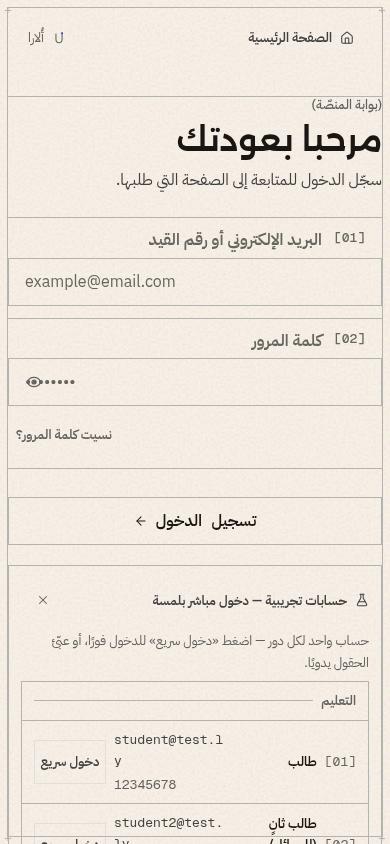 الصفحة الرئيسية
ألارا
(بوابة المنصّة)
مرحبا بعودتك
سجّل الدخول للمتابعة إلى الصفحة التي طلبها.
[01] البريد الإلكتروني أو رقم القيد
example@email.com
[02] كلمة المرور
نسيت كلمة المرور؟
تسجيل الدخول ←
حسابات تجريبية — دخول مباشر بلمسة ×
حساب واحد لكل دور — اضغط «دخول سريع» للدخول فورًا، أو عبّئ
الحقول يدويًا.
التعليم
[01] طالب
student@test.l
y
12345678
دخول سريع
طالب ثانٍ
student2@test.